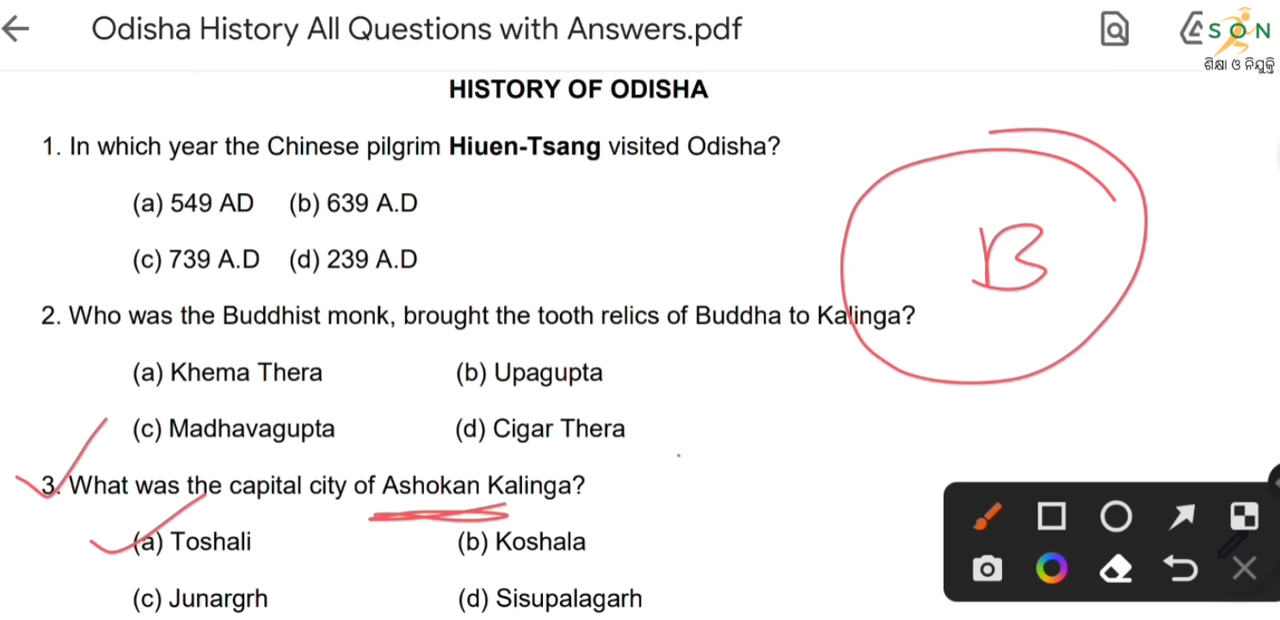 Odisha History All Questions with Answers.pdf
SON
ଶିକ୍ଷା ଓ ନିଯୁକ୍ତି
HISTORY OF ODISHA
1. In which year the Chinese pilgrim Hiuen-Tsang visited Odisha?
(a) 549 AD (b) 639 A.D
(c) 739 A.D (d) 239 A.D
B
2. Who was the Buddhist monk, brought the tooth relics of Buddha to Kalinga?
(a) Khema Thera (b) Upagupta
(c) Madhavagupta (d) Cigar Thera
3. What was the capital city of Ashokan Kalinga?
(a) Toshali (b) Koshala
(c) Junargrh (d) Sisupalagarh